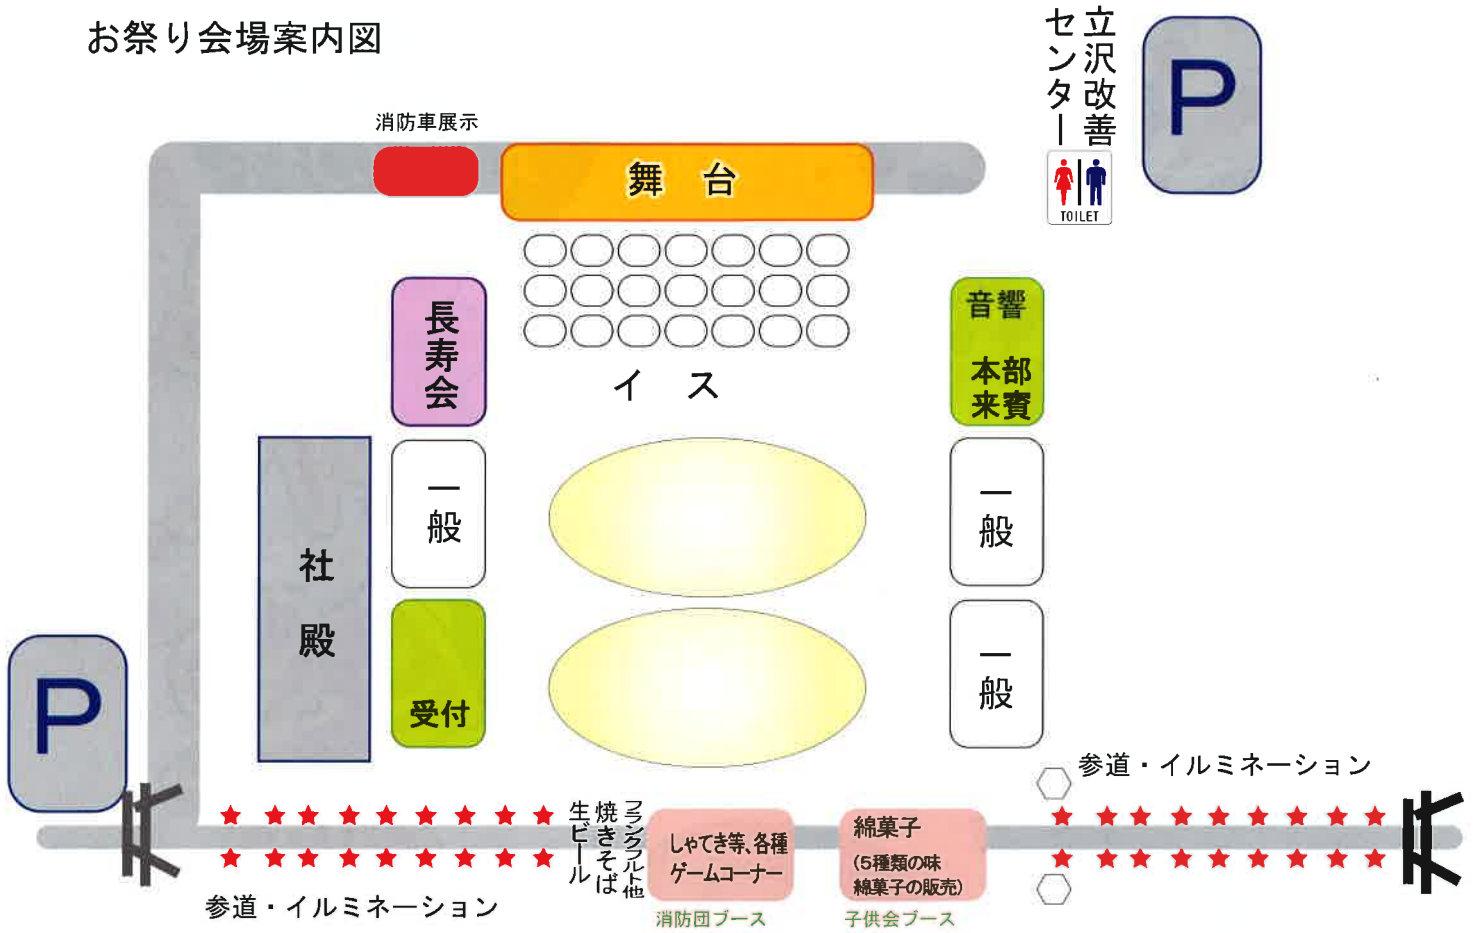 お祭り会場案内図
立沢改善
センター
P
TOILET
消防車展示
舞 台
イ ス
長寿会
音響
本部
来賓
一般
一般
社殿
受付
一般
P
参道・イルミネーション
参道・イルミネーション
フランクフルト他
焼きそば
生ビール
しゃてき等、各種
ゲームコーナー
消防団ブース
綿菓子
(5種類の味
綿菓子の販売)
子供会ブース